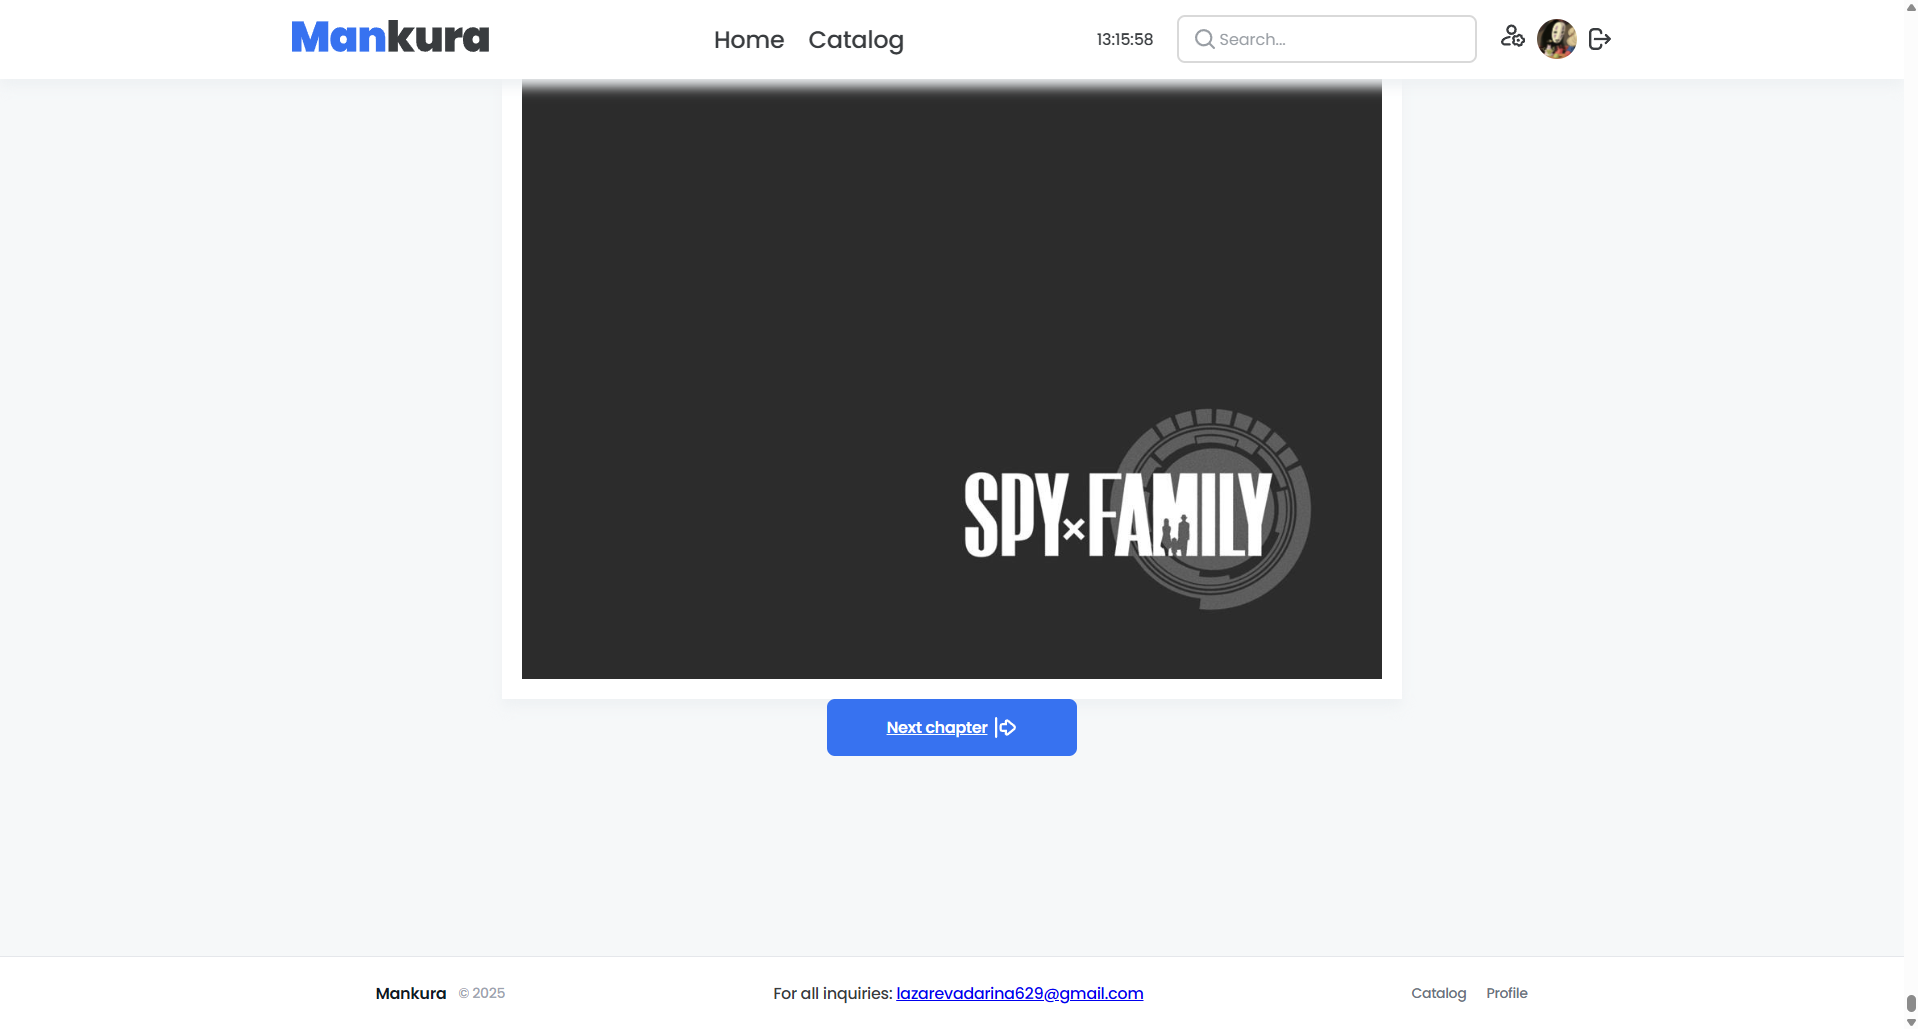 Mankura
Home Catalog
13:15:58
Search...
SPY×FAMILY
Next chapter
Mankura © 2025
For all inquiries: lazarevadarina629@gmail.com
Catalog Profile